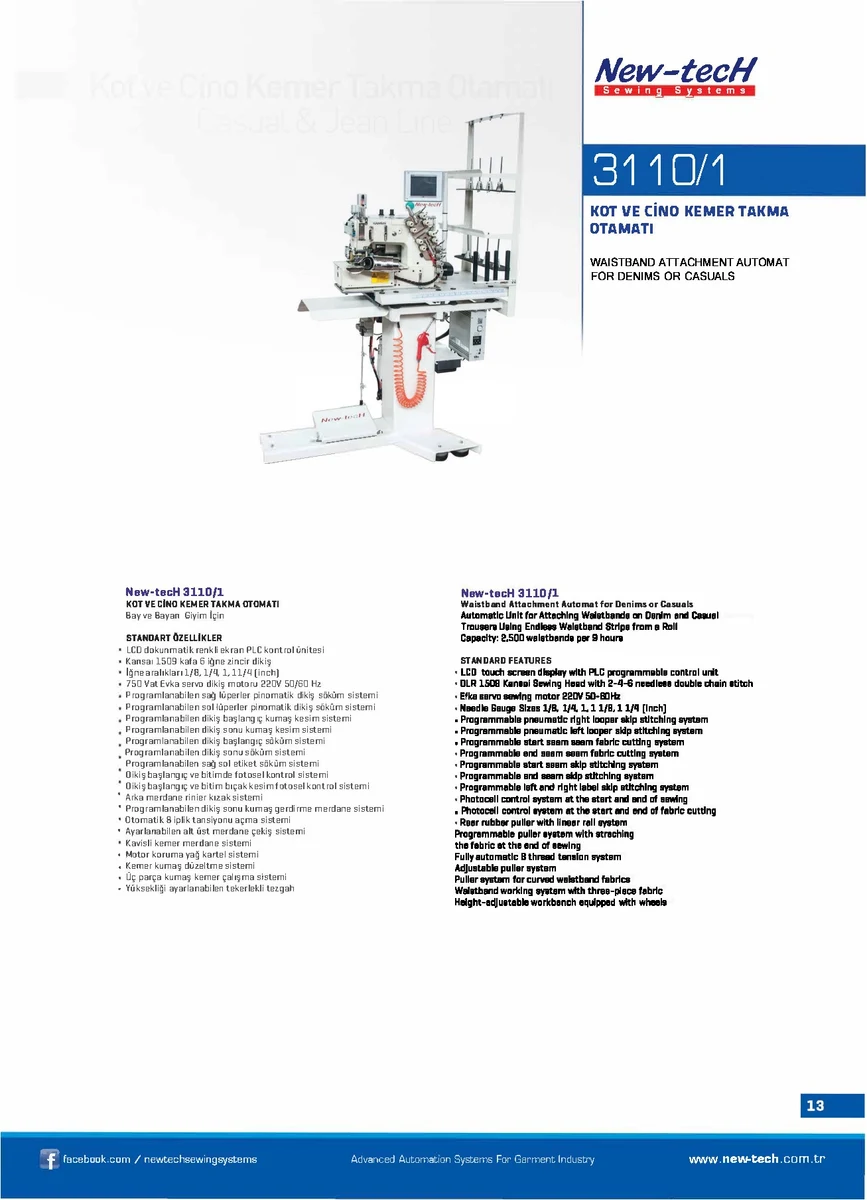 Kot ve Cino Kemer Takma Otamatı
Casual & Jean Line
New-tecH
Sewing Systems
3110/1
KOT VE CİNO KEMER TAKMA
OTAMATI
WAISTBAND ATTACHMENT AUTOMAT
FOR DENIMS OR CASUALS
New-tecH
New-tecH
New-tecH 3110/1
KOT VE CİNO KEMER TAKMA OTOMATI
Bay ve Bayan Giyim İçin
STANDART ÖZELLİKLER
• LCD dokunmatik renkli ekran PLC kontrol ünitesi
• Kansaı 1509 kafa 6 iğne zincir dikiş
• İğne aralıkları 1/8, 1/4, 1, 11/4 (inch)
• 750 Vat Evka servo dikiş motoru 220V 50/60 Hz
• Programlanabilen sağ lüperler pinomatik dikiş söküm sistemi
• Programlanabilen sol lüperler pinomatik dikiş söküm sistemi
• Programlanabilen dikiş başlangıç kumaş kesim sistemi
• Programlanabilen dikiş sonu kumaş kesim sistemi
• Programlanabilen dikiş başlangıç söküm sistemi
• Programlanabilen dikiş sonu söküm sistemi
• Programlanabilen sağ sol etiket söküm sistemi
• Dikiş başlangıç ve bitimde fotosel kontrol sistemi
• Dikiş başlangıç ve bitim bıçak kesim fotosel kontrol sistemi
• Arka merdane rinier kızak sistemi
• Programlanabilen dikiş sonu kumaş gerdirme merdane sistemi
• Otomatik 8 iplik tansiyonu açma sistemi
• Ayarlanabilen alt üst merdane çekiş sistemi
• Kavisli kemer merdane sistemi
• Motor koruma yağ kartel sistemi
• Kemer kumaş düzeltme sistemi
• Üç parça kumaş kemer çalışma sistemi
• Yüksekliği ayarlanabilen tekerlekli tezgah
New-tecH 3110/1
Waistband Attachment Automat for Denims or Casuals
Automatic Unit for Attaching Waistbands on Denim and Casual
Trousers Using Endless Waistband Strips from a Roll
Capacity: 2,500 waistbands per 9 hours
STANDARD FEATURES
• LCD touch screen display with PLC programmable control unit
• DLR 1508 Kansai Sewing Head with 2-4-6 needless double chain stitch
• Efka servo sewing motor 220V 50-60Hz
• Needle Gauge Sizes 1/8, 1/4, 1, 1 1/8, 1 1/4 (Inch)
• Programmable pneumatic right looper skip stitching system
• Programmable pneumatic left looper skip stitching system
• Programmable start seam seam fabric cutting system
• Programmable end seam seam fabric cutting system
• Programmable start seam skip stitching system
• Programmable end seam skip stitching system
• Programmable left and right label skip stitching system
• Photocell control system at the start and end of sewing
• Photocell control system at the start and end of fabric cutting
• Rear rubber puller with linear rail system
Programmable puller system with straching
the fabric at the end of sewing
Fully automatic 8 thread tension system
Adjustable puller system
Puller system for curved waistband fabrics
Waistband working system with three-piece fabric
Height-adjustable workbench equipped with wheels
13
facebook.com / newtechsewingsystems
Advanced Automation Systems For Garment Industry
www.new-tech.com.tr